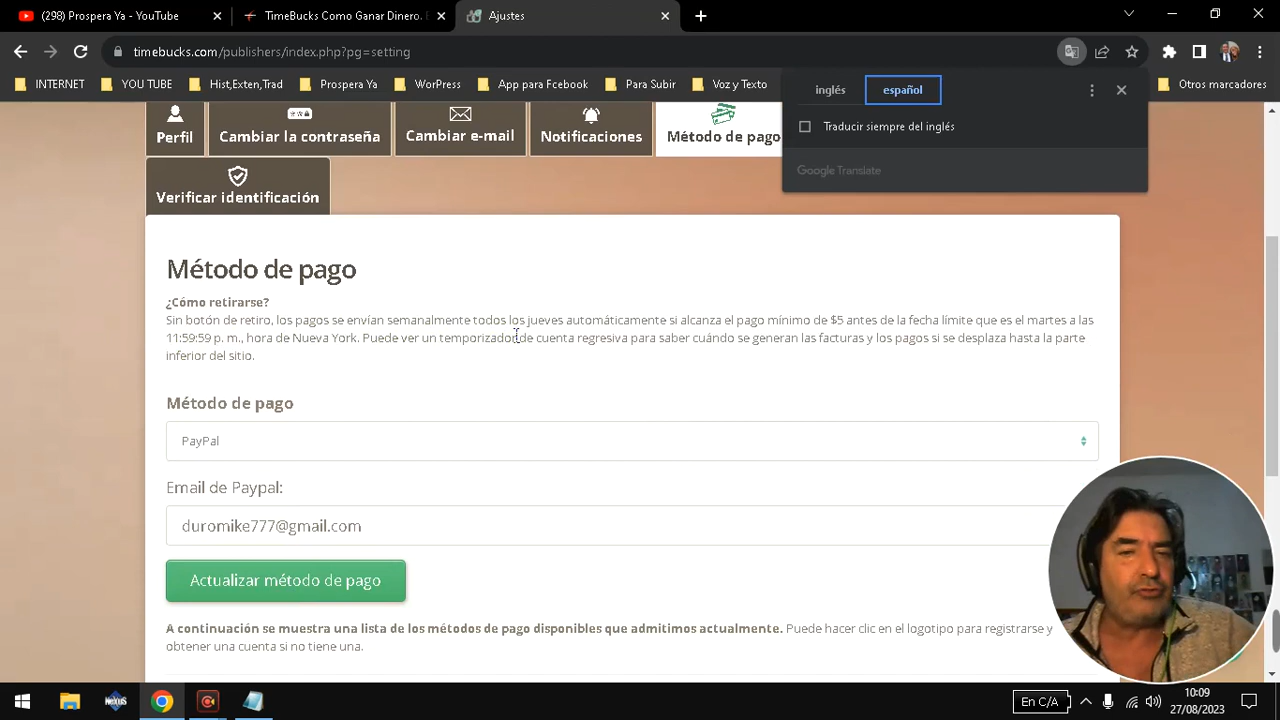 (298) Prospera Ya - YouTube
TimeBucks Como Ganar Dinero. E
Ajustes
timebucks.com/publishers/index.php?pg=setting
INTERNET
YOU TUBE
Hist,Exten,Trad
Prospera Ya
WorPress
App para Fcebook
Para Subir
Voz y Texto
Otros marcadores
inglés
español
Traducir siempre del inglés
Google Translate
Perfil
Cambiar la contraseña
Cambiar e-mail
Notificaciones
Método de pago
Verificar identificación
Método de pago
¿Cómo retirarse?
Sin botón de retiro, los pagos se envían semanalmente todos los jueves automáticamente si alcanza el pago mínimo de $5 antes de la fecha límite que es el martes a las
11:59:59 p. m., hora de Nueva York. Puede ver un temporizador de cuenta regresiva para saber cuándo se generan las facturas y los pagos si se desplaza hasta la parte
inferior del sitio.
Método de pago
PayPal
Email de Paypal:
duromike777@gmail.com
Actualizar método de pago
A continuación se muestra una lista de los métodos de pago disponibles que admitimos actualmente. Puede hacer clic en el logotipo para registrarse y
obtener una cuenta si no tiene una.
NEXUS
En C/A
10:09
27/08/2023